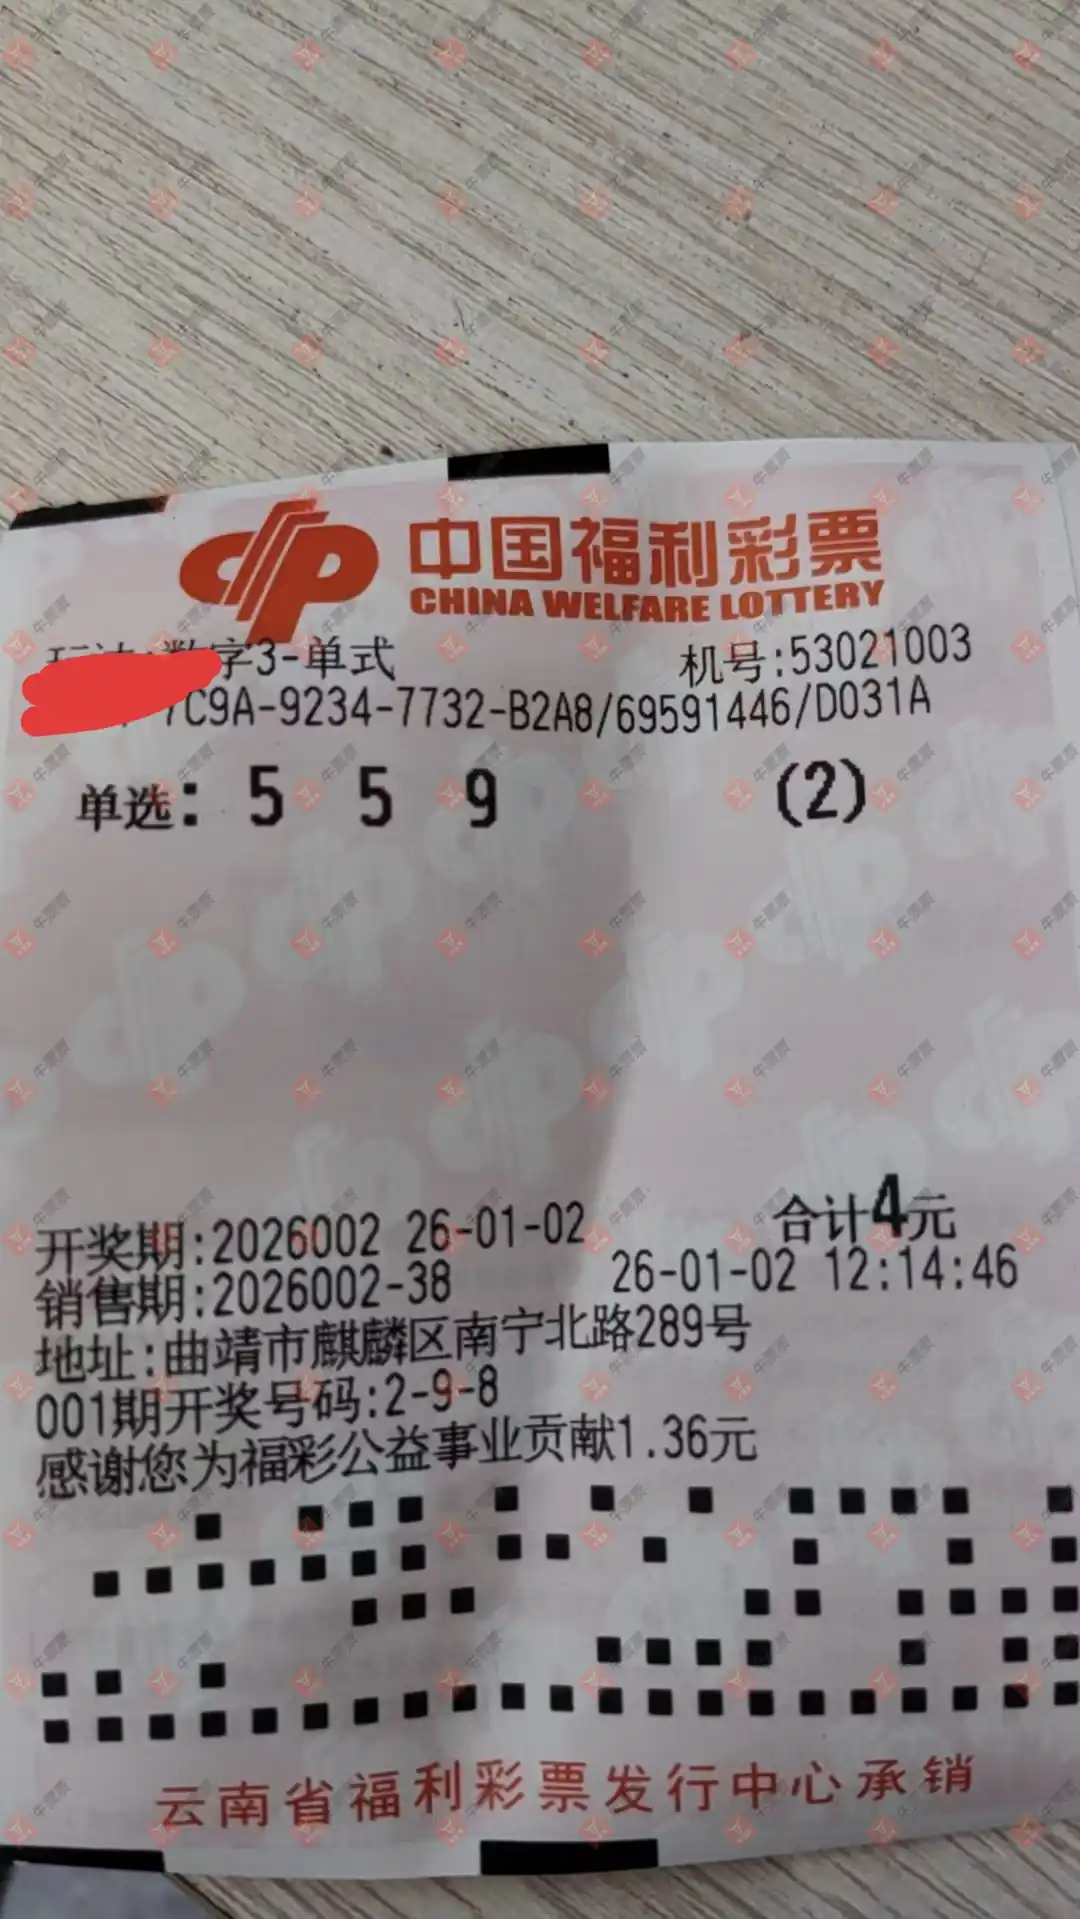 中国福利彩票
CHINA WELFARE LOTTERY
玩法:数字3-单式 机号:53021003
7C9A-9234-7732-B2A8/69591446/D031A
单选: 5 5 9 (2)
合计4元
开奖期:2026002 26-01-02
销售期:2026002-38 26-01-02 12:14:46
地址:曲靖市麒麟区南宁北路289号
001期开奖号码:2-9-8
感谢您为福彩公益事业贡献1.36元
云南省福利彩票发行中心承销